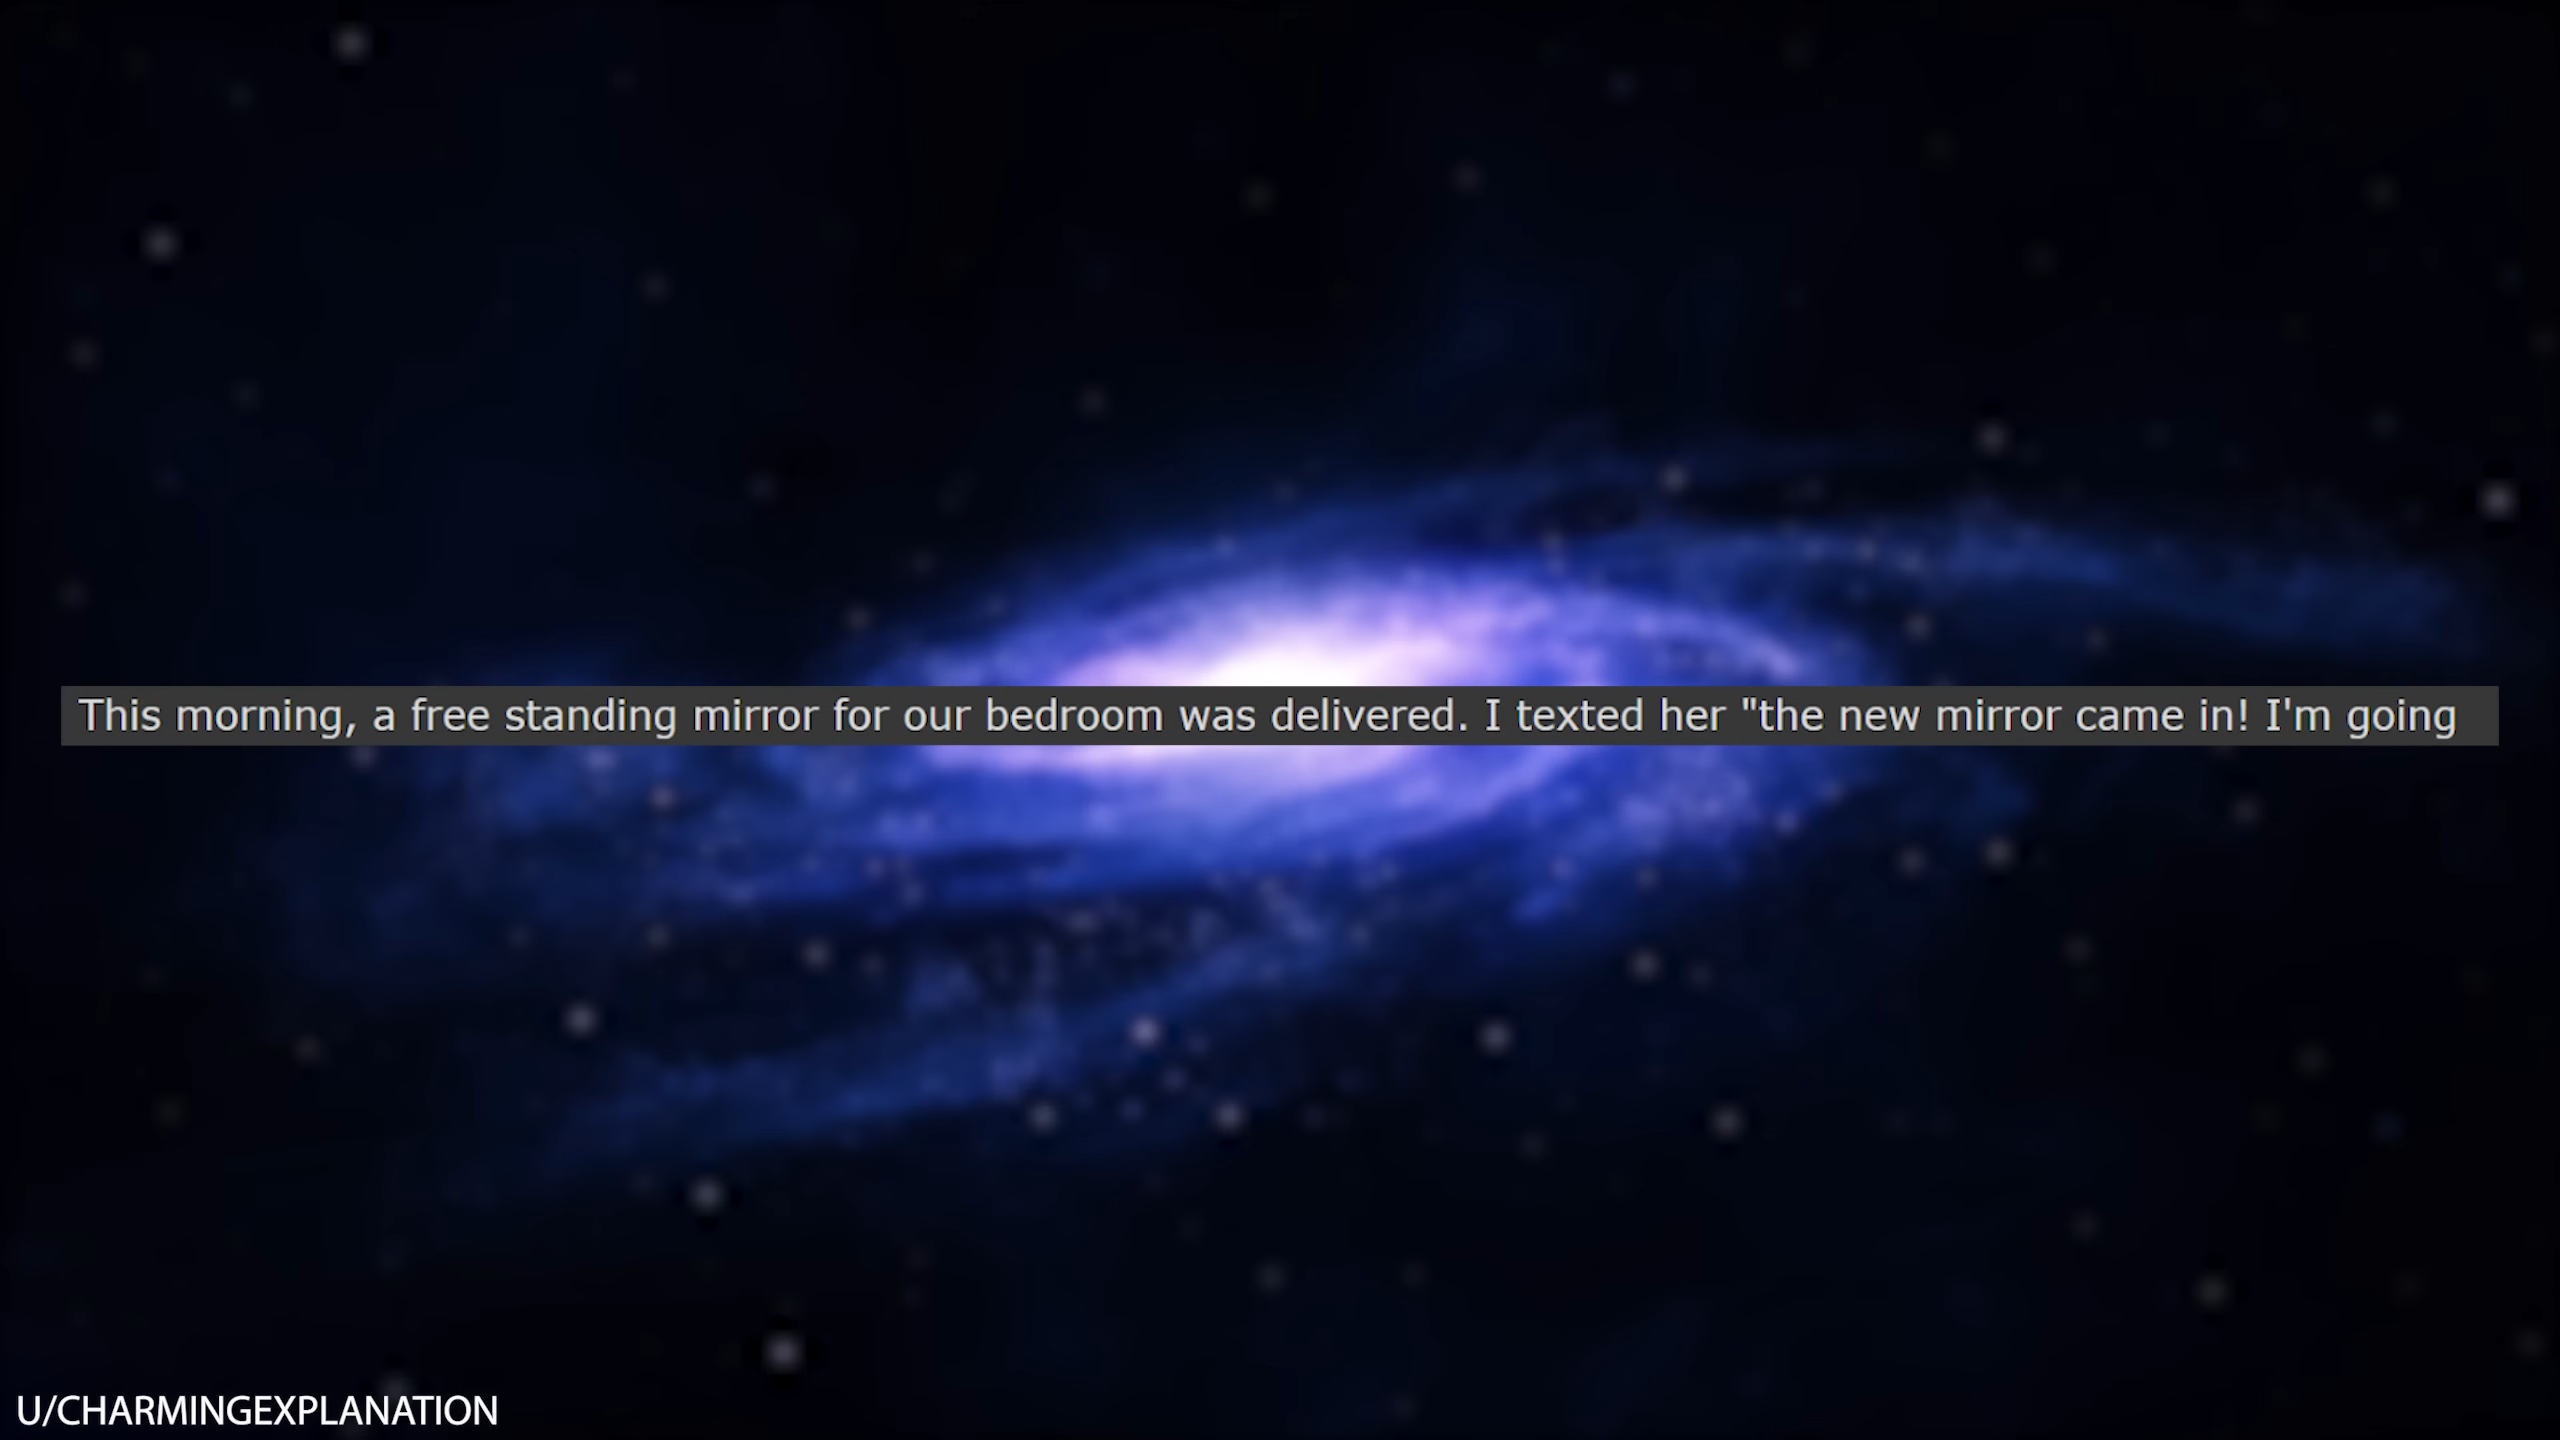 This morning, a free standing mirror for our bedroom was delivered. I texted her "the new mirror came in! I'm going
U/CHARMINGEXPLANATION